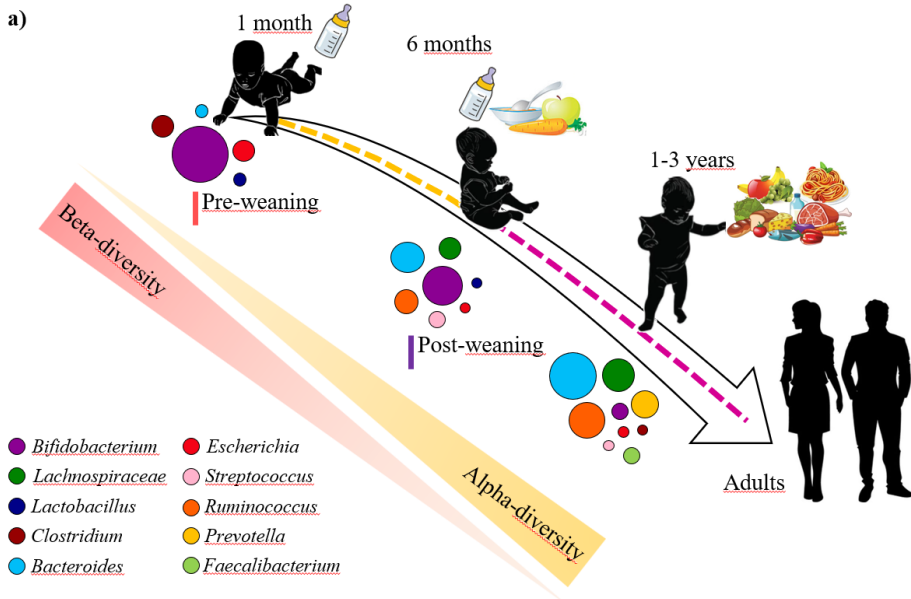 a)
1 month
6 months
1-3 years
Pre-weaning
Beta-diversity
Post-weaning
Alpha-diversity
Adults
Bifidobacterium
Lachnospiraceae
Lactobacillus
Clostridium
Bacteroides
Escherichia
Streptococcus
Ruminococcus
Prevotella
Faecalibacterium